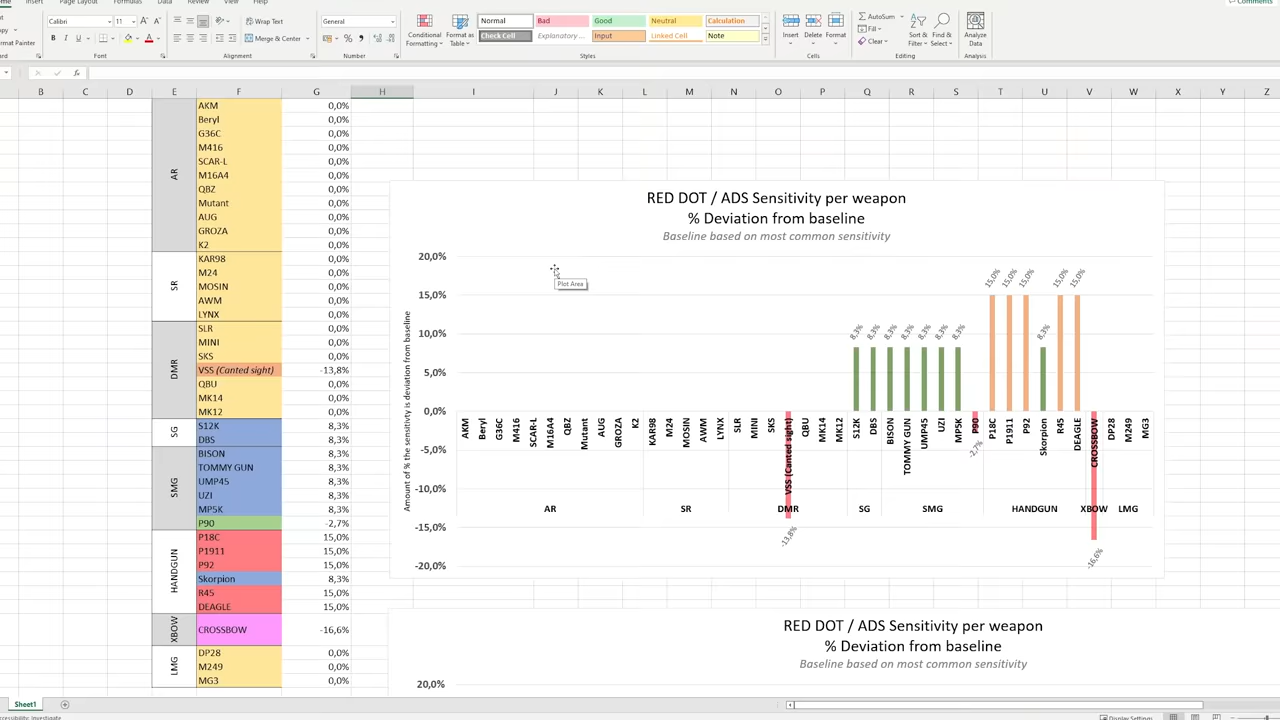 Review
View
Help
Comments
Calibri
11
Wrap Text
General
Normal
Bad
Good
Neutral
Calculation
AutoSum
Format Painter
Merge & Center
Conditional Formatting
Format as Table
Check Cell
Explanatory ...
Input
Linked Cell
Note
Insert
Delete
Format
Fill
Clear
Sort & Filter
Find & Select
Analyze Data
Font
Alignment
Number
Styles
Cells
Editing
Analysis
fx
B C D E F G H I J K L M N O P Q R S T U V W X Y Z
AR
AKM 0,0%
Beryl 0,0%
G36C 0,0%
M416 0,0%
SCAR-L 0,0%
M16A4 0,0%
QBZ 0,0%
Mutant 0,0%
AUG 0,0%
GROZA 0,0%
K2 0,0%
SR
KAR98 0,0%
M24 0,0%
MOSIN 0,0%
AWM 0,0%
LYNX 0,0%
DMR
SLR 0,0%
MINI 0,0%
SKS 0,0%
VSS (Canted sight) -13,8%
QBU 0,0%
MK14 0,0%
MK12 0,0%
SG
S12K 8,3%
DBS 8,3%
SMG
BISON 8,3%
TOMMY GUN 8,3%
UMP45 8,3%
UZI 8,3%
MP5K 8,3%
P90 -2,7%
HANDGUN
P18C 15,0%
P1911 15,0%
P92 15,0%
Skorpion 8,3%
R45 15,0%
DEAGLE 15,0%
XBOW
CROSSBOW -16,6%
LMG
DP28 0,0%
M249 0,0%
MG3 0,0%
RED DOT / ADS Sensitivity per weapon
% Deviation from baseline
Baseline based on most common sensitivity
Plot Area
Amount of % the sensitivity is deviation from baseline
20,0%
15,0%
10,0%
5,0%
0,0%
-5,0%
-10,0%
-15,0%
-20,0%
8,3% 8,3% 8,3% 8,3% 8,3% 8,3% 8,3% -2,7% 15,0% 15,0% 15,0% 8,3% 15,0% 15,0%
-13,8%
-16,6%
AKM Beryl G36C M416 SCAR-L M16A4 QBZ Mutant AUG GROZA K2 KAR98 M24 MOSIN AWM LYNX SLR MINI SKS VSS (Canted sight) QBU MK14 MK12 S12K DBS BISON TOMMY GUN UMP45 UZI MP5K P90 P18C P1911 P92 Skorpion R45 DEAGLE CROSSBOW DP28 M249 MG3
AR SR DMR SG SMG HANDGUN XBOW LMG
RED DOT / ADS Sensitivity per weapon
% Deviation from baseline
Baseline based on most common sensitivity
20,0%
Sheet1
Display Settings